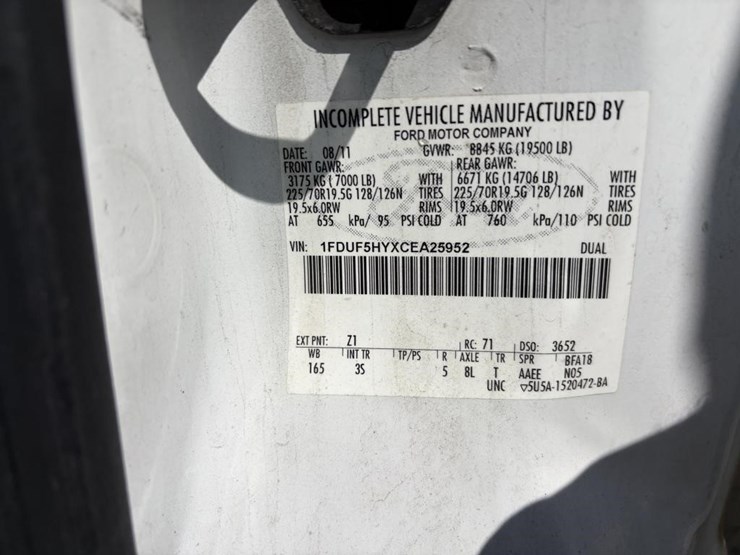 INCOMPLETE VEHICLE MANUFACTURED BY
FORD MOTOR COMPANY
DATE: 08/11 GVWR: 8845 KG (19500 LB)
FRONT GAWR: REAR GAWR:
3175 KG (7000 LB) WITH 6671 KG (14706 LB) WITH
225/70R19.5G 128/126N TIRES 225/70R19.5G 128/126N TIRES
19.5x6.0RW RIMS 19.5x6.0RW RIMS
AT 655 kPa/ 95 PSI COLD AT 760 kPa/110 PSI COLD
VIN: 1FDUF5HYXCEA25952 DUAL
EXT PNT: Z1 RC: 71 DSO: 3652
WB INT TR TP/PS R AXLE TR SPR BFA18
165 3S 5 8L T AAEE N05
UNC ▽5U5A-1520472-BA